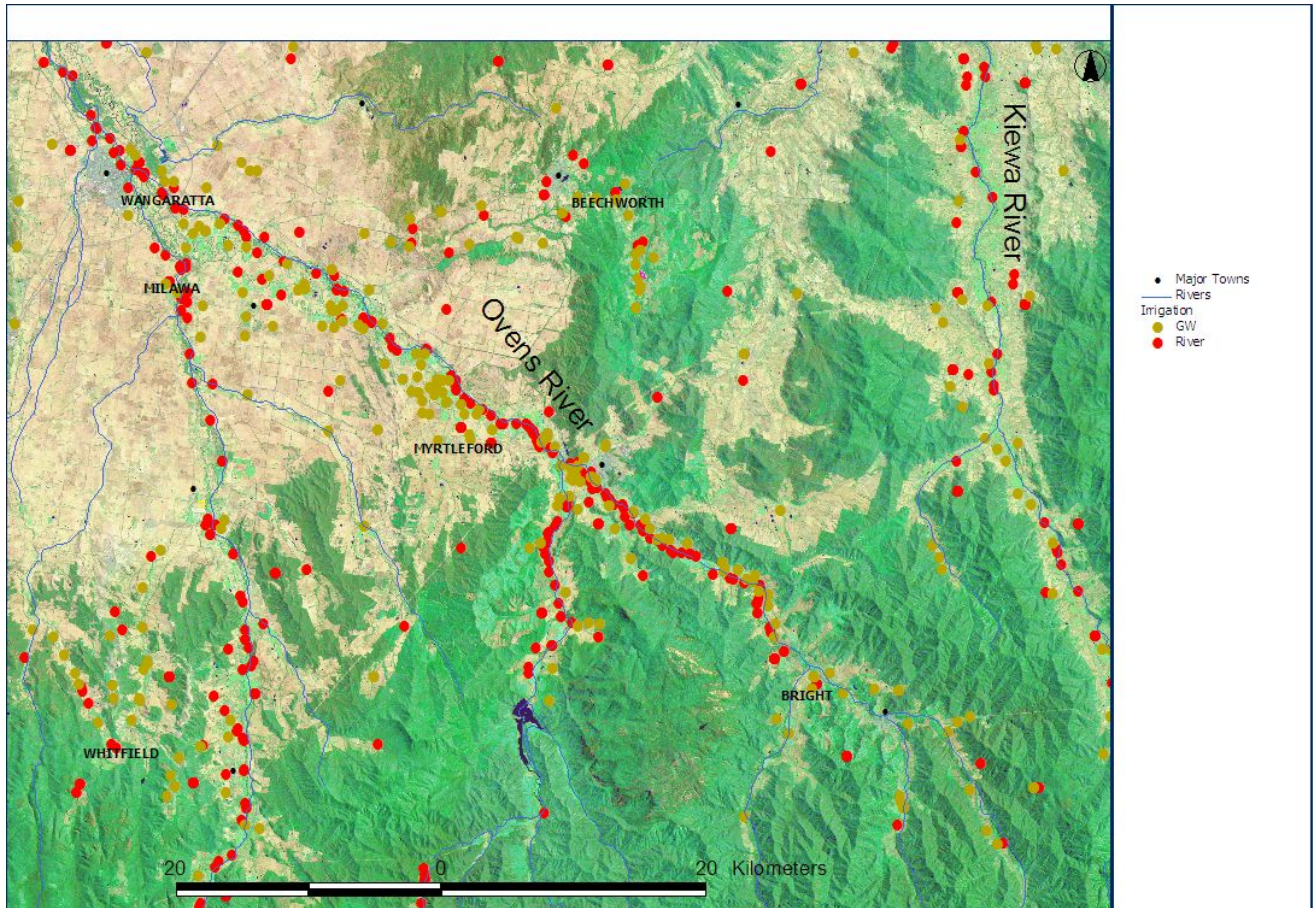 Kiewa River
WANGARATTA
BEECHWORTH
MILAWA
Ovens River
MYRTLEFORD
BRIGHT
WHITFIELD
20 0 20 Kilometers
Major Towns
Rivers
Irrigation
GW
River